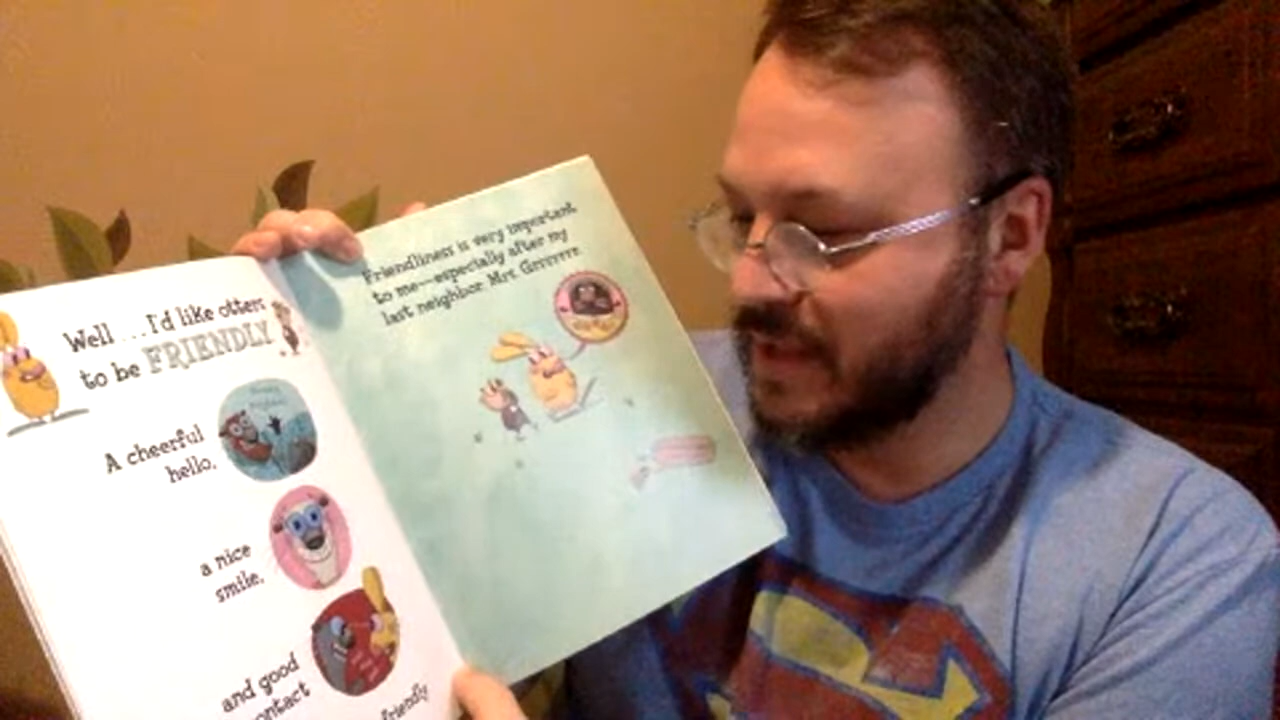 Well ... I'd like otters
to be FRIENDLY
A cheerful
hello,
a nice
smile,
and good
contact
friendly
Friendliness is very important
to me—especially after my
last neighbor Mrs. Grrrrrrr.